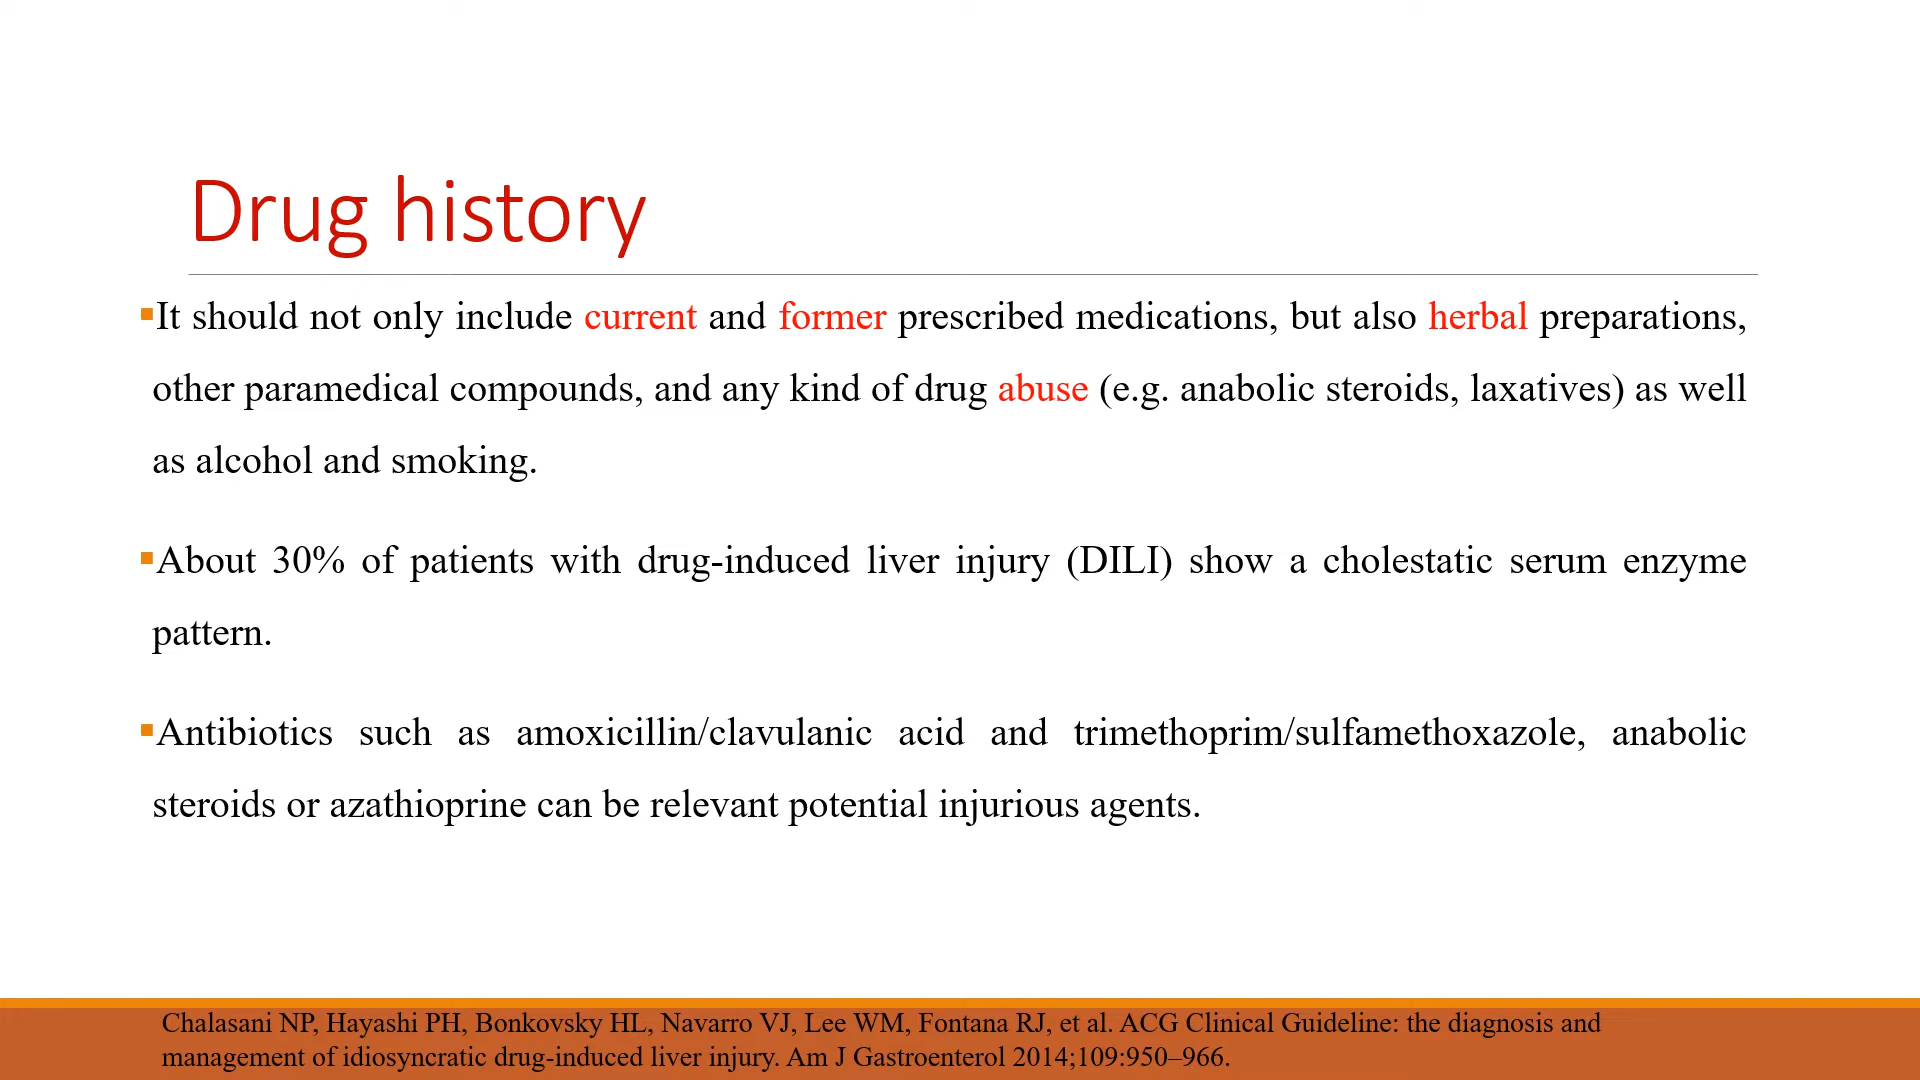 Drug history
▪It should not only include current and former prescribed medications, but also herbal preparations,
other paramedical compounds, and any kind of drug abuse (e.g. anabolic steroids, laxatives) as well
as alcohol and smoking.
▪About 30% of patients with drug-induced liver injury (DILI) show a cholestatic serum enzyme
pattern.
▪Antibiotics such as amoxicillin/clavulanic acid and trimethoprim/sulfamethoxazole, anabolic
steroids or azathioprine can be relevant potential injurious agents.
Chalasani NP, Hayashi PH, Bonkovsky HL, Navarro VJ, Lee WM, Fontana RJ, et al. ACG Clinical Guideline: the diagnosis and
management of idiosyncratic drug-induced liver injury. Am J Gastroenterol 2014;109:950–966.